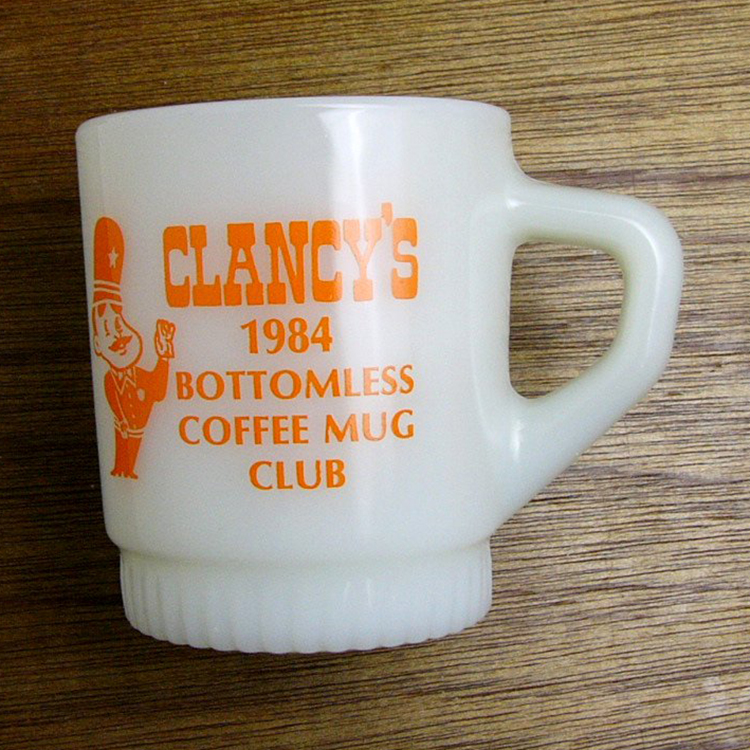 CLANCY'S
1984
BOTTOMLESS
COFFEE MUG
CLUB